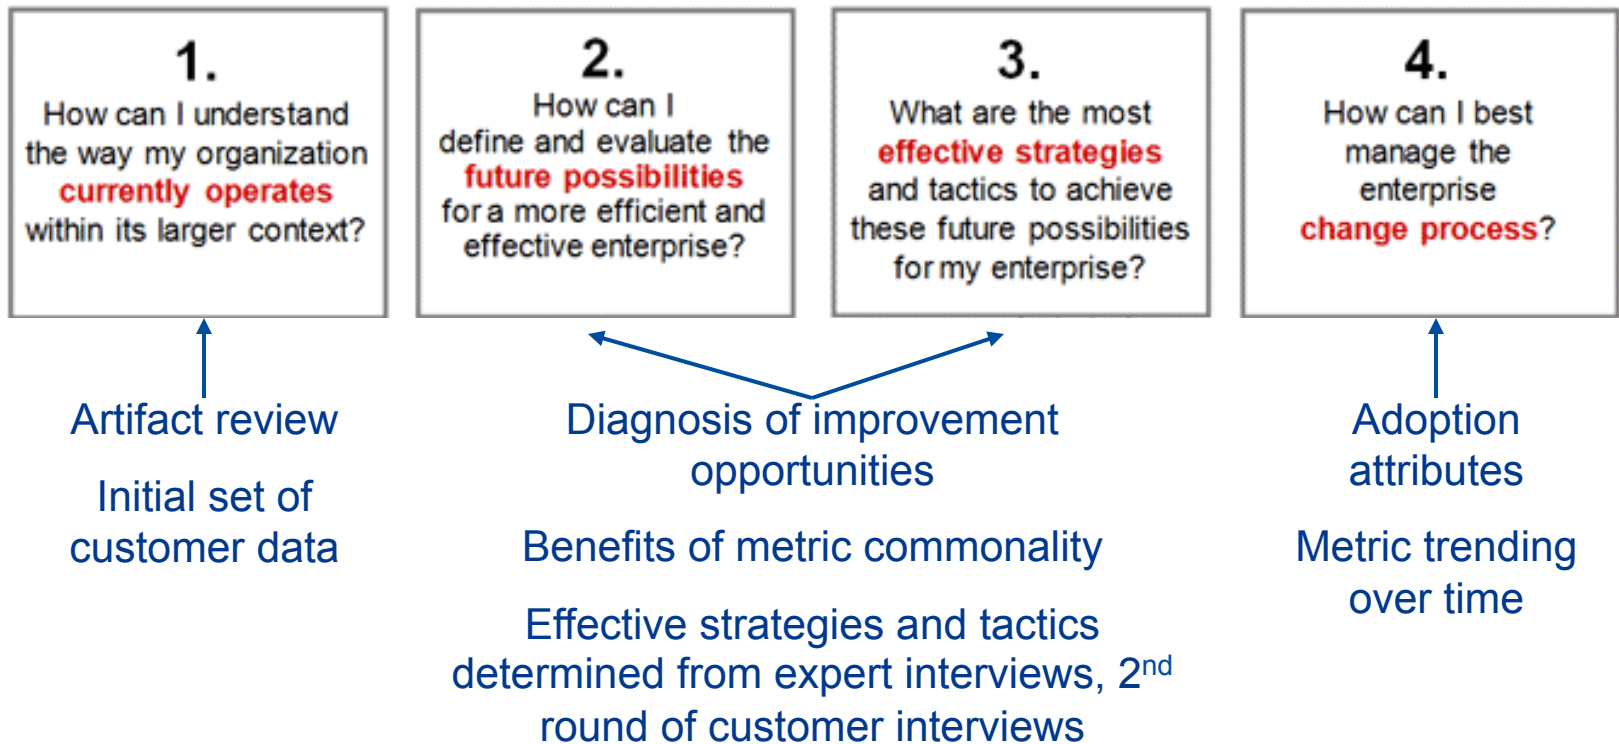 1.
How can I understand
the way my organization
currently operates
within its larger context?
2.
How can I
define and evaluate the
future possibilities
for a more efficient and
effective enterprise?
3.
What are the most
effective strategies
and tactics to achieve
these future possibilities
for my enterprise?
4.
How can I best
manage the
enterprise
change process?
Artifact review
Initial set of
customer data
Diagnosis of improvement
opportunities
Benefits of metric commonality
Effective strategies and tactics
determined from expert interviews, 2nd
round of customer interviews
Adoption
attributes
Metric trending
over time